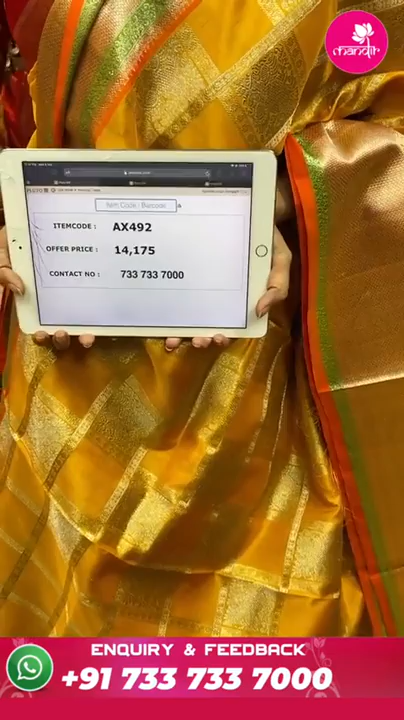 mandir
Item Code / Barcode
ITEMCODE : AX492
OFFER PRICE : 14,175
CONTACT NO : 733 733 7000
ENQUIRY & FEEDBACK
+91 733 733 7000